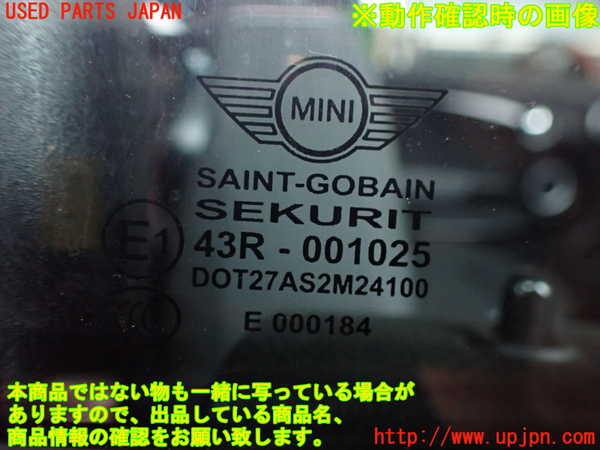 USED PARTS JAPAN
※動作確認時の画像
MINI
SAINT-GOBAIN
SEKURIT
E1
43R - 001025
DOT27AS2M24100
E 000184
本商品ではない物も一緒に写っている場合が
ありますので、出品している商品名、
商品情報の確認をお願い致します。
http://www.upjpn.com